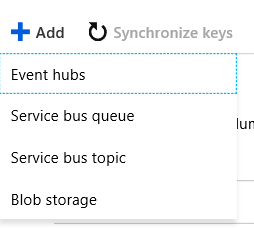 Add Synchronize keys
Event hubs
Service bus queue
Service bus topic
Blob storage